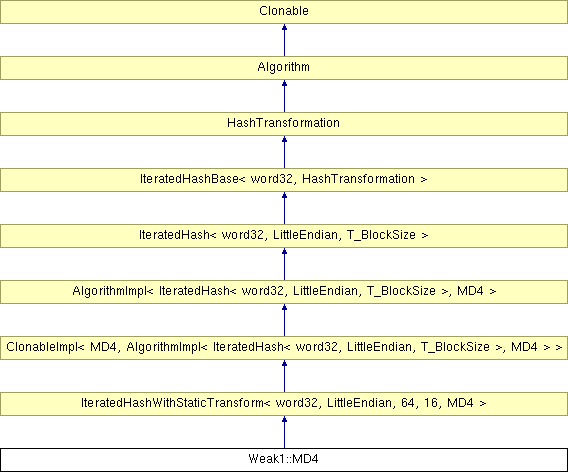 Clonable
Algorithm
HashTransformation
IteratedHashBase< word32, HashTransformation >
IteratedHash< word32, LittleEndian, T_BlockSize >
AlgorithmImpl< IteratedHash< word32, LittleEndian, T_BlockSize >, MD4 >
ClonableImpl< MD4, AlgorithmImpl< IteratedHash< word32, LittleEndian, T_BlockSize >, MD4 > >
IteratedHashWithStaticTransform< word32, LittleEndian, 64, 16, MD4 >
Weak1::MD4